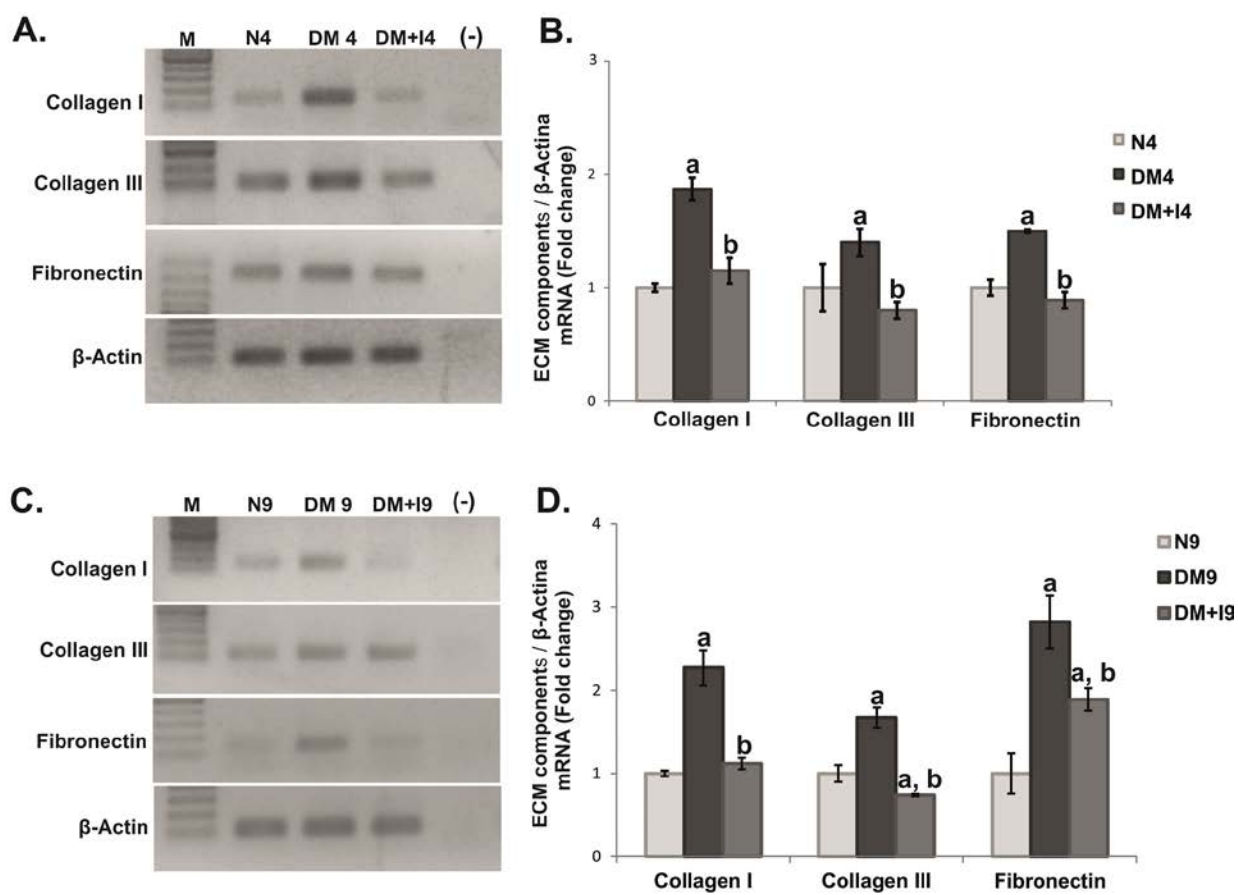 A.
M N4 DM 4 DM+I4 (-)
Collagen I
Collagen III
Fibronectin
β-Actin
B.
ECM components / β-Actina
mRNA (Fold change)
3
2
1
0
a
b
a
b
a
b
Collagen I Collagen III Fibronectin
N4
DM4
DM+I4
C.
M N9 DM 9 DM+I9 (-)
Collagen I
Collagen III
Fibronectin
β-Actin
D.
ECM components / β-Actina
mRNA (Fold change)
4
3
2
1
0
a
b
a
a, b
a
a, b
Collagen I Collagen III Fibronectin
N9
DM9
DM+I9